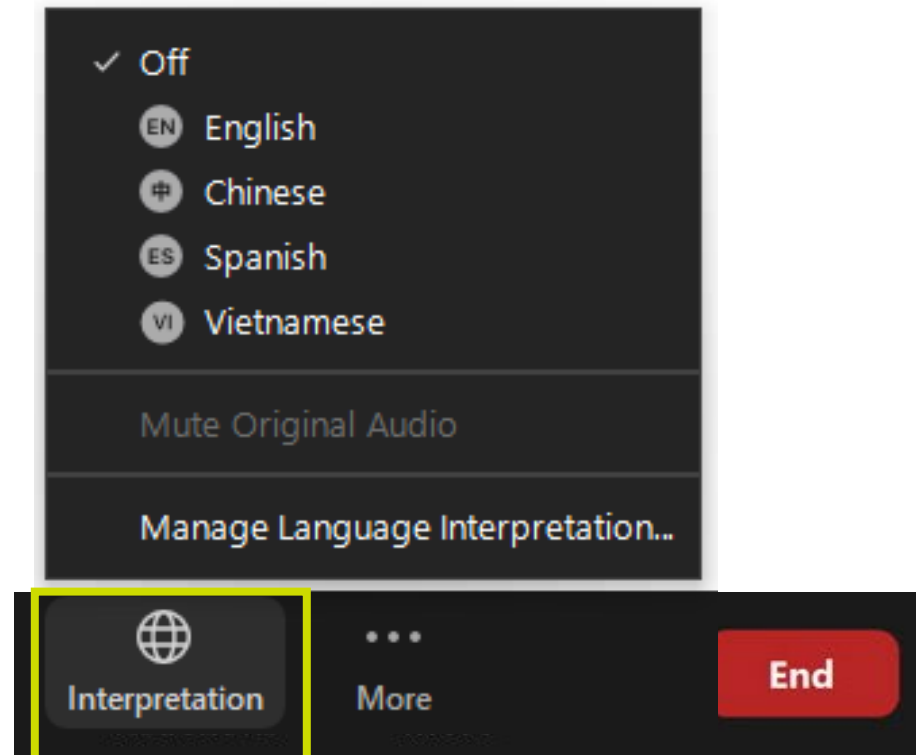 ✓ Off
EN English
中 Chinese
ES Spanish
VI Vietnamese
Mute Original Audio
Manage Language Interpretation...
Interpretation
More
End